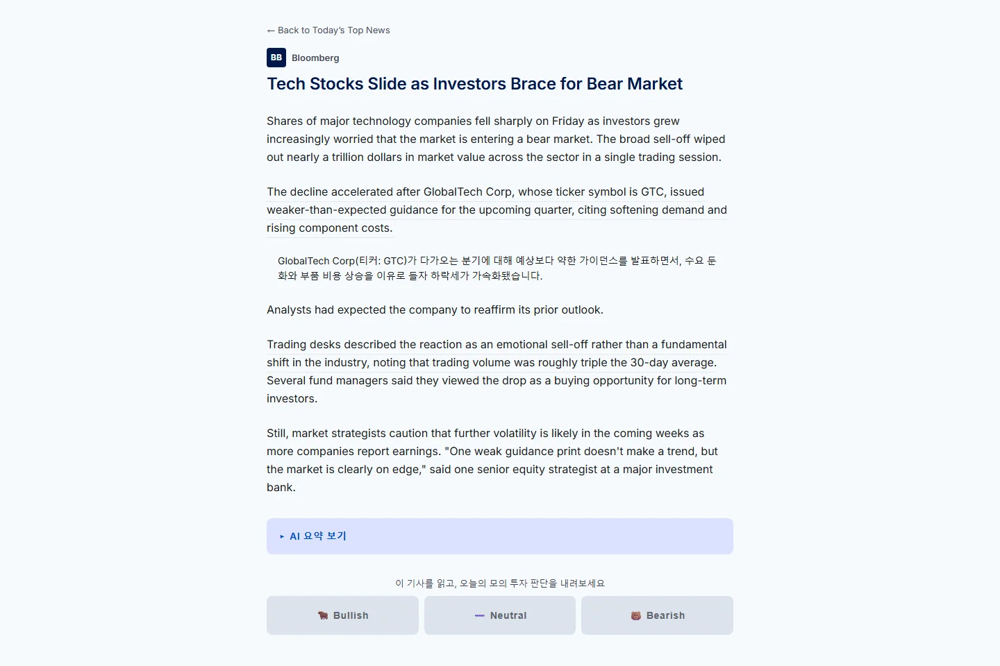 ← Back to Today's Top News
BB Bloomberg
Tech Stocks Slide as Investors Brace for Bear Market
Shares of major technology companies fell sharply on Friday as investors grew
increasingly worried that the market is entering a bear market. The broad sell-off wiped
out nearly a trillion dollars in market value across the sector in a single trading session.
The decline accelerated after GlobalTech Corp, whose ticker symbol is GTC, issued
weaker-than-expected guidance for the upcoming quarter, citing softening demand and
rising component costs.
GlobalTech Corp(티커: GTC)가 다가오는 분기에 대해 예상보다 약한 가이던스를 발표하면서, 수요 둔
화와 부품 비용 상승을 이유로 들자 하락세가 가속화됐습니다.
Analysts had expected the company to reaffirm its prior outlook.
Trading desks described the reaction as an emotional sell-off rather than a fundamental
shift in the industry, noting that trading volume was roughly triple the 30-day average.
Several fund managers said they viewed the drop as a buying opportunity for long-term
investors.
Still, market strategists caution that further volatility is likely in the coming weeks as
more companies report earnings. "One weak guidance print doesn't make a trend, but
the market is clearly on edge," said one senior equity strategist at a major investment
bank.
▸ AI 요약 보기
이 기사를 읽고, 오늘의 모의 투자 판단을 내려보세요
Bullish
Neutral
Bearish